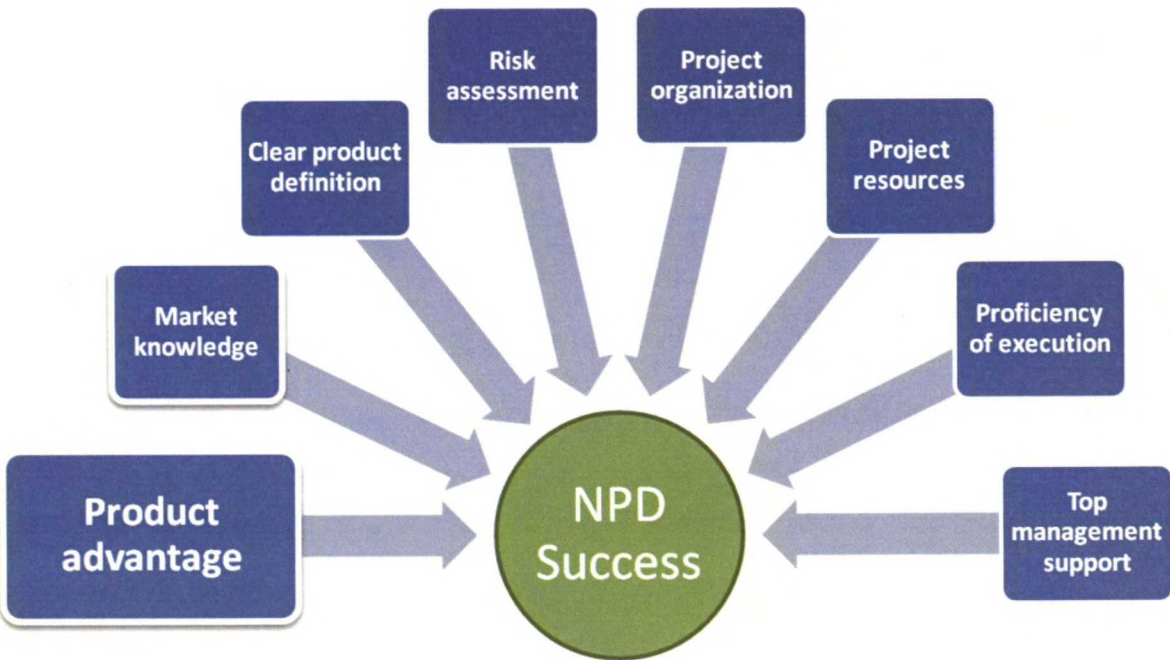 Risk
assessment
Project
organization
Clear product
definition
Project
resources
Market
knowledge
Proficiency
of execution
Product
advantage
NPD
Success
Top
management
support